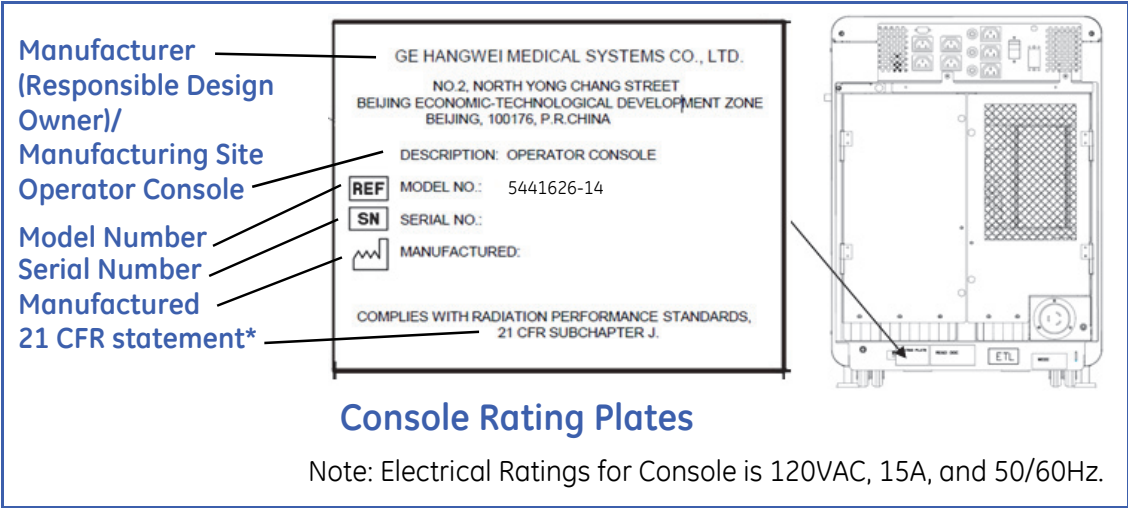 Manufacturer
(Responsible Design
Owner)/
Manufacturing Site
Operator Console
Model Number
Serial Number
Manufactured
21 CFR statement*
GE HANGWEI MEDICAL SYSTEMS CO., LTD.
NO.2, NORTH YONG CHANG STREET
BEIJING ECONOMIC-TECHNOLOGICAL DEVELOPMENT ZONE
BEIJING, 100176, P.R.CHINA
DESCRIPTION: OPERATOR CONSOLE
REF MODEL NO.: 5441626-14
SN SERIAL NO.:
MANUFACTURED:
COMPLIES WITH RADIATION PERFORMANCE STANDARDS,
21 CFR SUBCHAPTER J.
PLATE
ETL
Console Rating Plates
Note: Electrical Ratings for Console is 120VAC, 15A, and 50/60Hz.